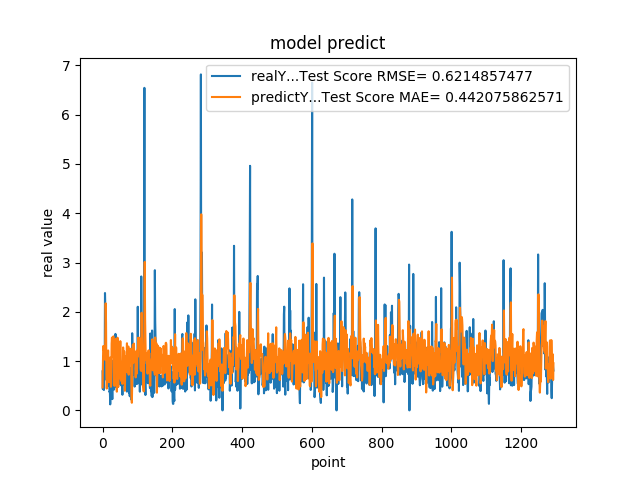 model predict
realY...Test Score RMSE= 0.6214857477
predictY...Test Score MAE= 0.442075862571
7
6
5
4
3
2
1
0
real value
0 200 400 600 800 1000 1200
point